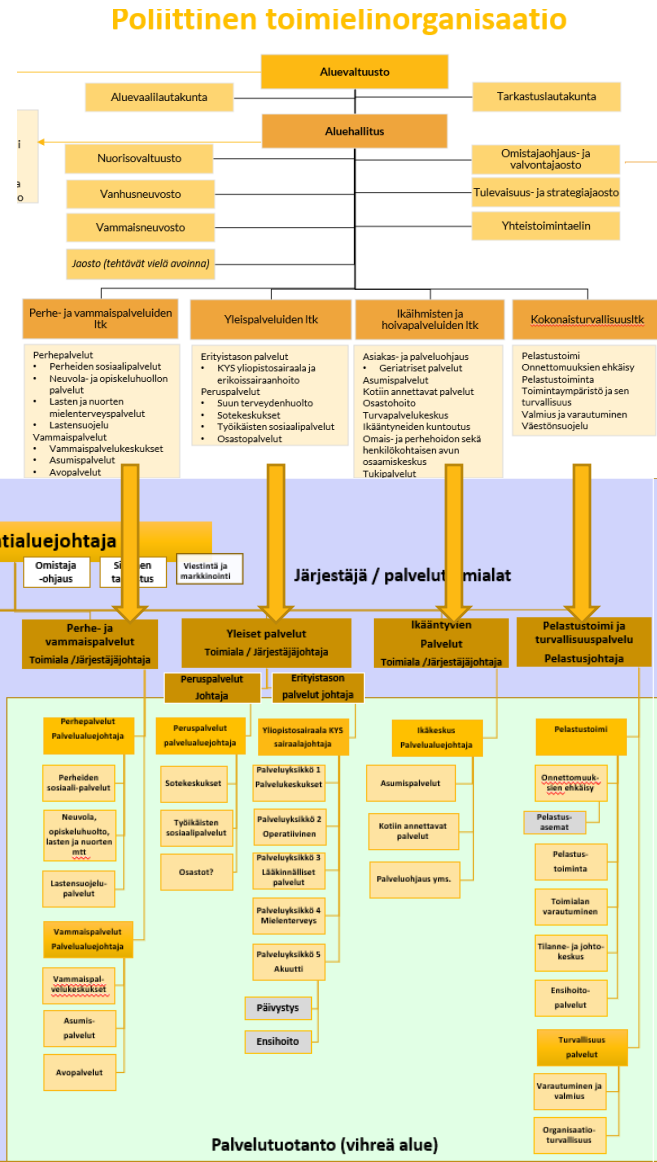 Poliittinen toimielinorganisaatio
Aluevaltuusto
Aluevaalilautakunta
Tarkastuslautakunta
Aluehallitus
Nuorisovaltuusto
Omistajaohjaus- ja
valvontajaosto
Vanhusneuvosto
Tulevaisuus- ja strategiajaosto
Vammaisneuvosto
Yhteistoimintaelin
Jaosto (tehtävät vielä avoinna)
Perhe- ja vammaispalveluiden
ltk
Yleispalveluiden ltk
Ikäihmisten ja
hoivapalveluiden ltk
Kokonaisturvallisuusltk
Perhepalvelut
• Perheiden sosiaalipalvelut
• Neuvola- ja opiskeluhuollon
palvelut
• Lasten ja nuorten
mielenterveyspalvelut
• Lastensuojelu
Vammaispalvelut
• Vammaispalvelukeskukset
• Asumispalvelut
• Avopalvelut
Erityistason palvelut
• KYS yliopistosairaala ja
erikoissairaanhoito
Peruspalvelut
• Suun terveydenhuolto
• Sotekeskukset
• Työikäisten sosiaalipalvelut
• Osastopalvelut
Asiakas- ja palveluohjaus
• Geriatriset palvelut
Asumispalvelut
Kotiin annettavat palvelut
Osastohoito
Turvapalvelukeskus
Ikääntyneiden kuntoutus
Omais- ja perhehoidon sekä
henkilökohtaisen avun
osaamiskeskus
Tukipalvelut
Pelastustoimi
Onnettomuuksien ehkäisy
Pelastustoiminta
Toimintaympäristö ja sen
turvallisuus
Valmius ja varautuminen
Väestönsuojelu
tialuejohtaja
Omistaja
-ohjaus
Viestintä ja
markkinointi
Järjestäjä /
Perhe- ja
vammaispalvelut
Toimiala /Järjestäjäjohtaja
Yleiset palvelut
Toimiala / Järjestäjäjohtaja
Ikääntyvien
Palvelut
Toimiala /Järjestäjäjohtaja
Pelastustoimi ja
turvallisuuspalvelu
Pelastusjohtaja
Peruspalvelut
Johtaja
Erityistason
palvelut johtaja
Perhepalvelut
Palvelualuejohtaja
Perheiden
sosiaali-palvelut
Neuvola,
opiskeluhuolto,
lasten ja nuorten
mtt
Lastensuojelu-
palvelut
Vammaispalvelut
Palvelualuejohtaja
Vammaispal-
velukeskukset
Asumis-
palvelut
Avopalvelut
Peruspalvelut
palvelualuejohtaja
Sotekeskukset
Työikäisten
sosiaalipalvelut
Osastot?
Yliopistosairaala KYS
sairaalajohtaja
Palveluyksikkö 1
Palvelukeskukset
Palveluyksikkö 2
Operatiivinen
Palveluyksikkö 3
Lääkinnälliset
palvelut
Palveluyksikkö 4
Mielenterveys
Palveluyksikkö 5
Akuutti
Päivystys
Ensihoito
Ikäkeskus
Palvelualuejohtaja
Asumispalvelut
Kotiin annettavat
palvelut
Palveluohjaus yms.
Pelastustoimi
Onnettomuuk-
sien ehkäisy
Pelastus-
asemat
Pelastus-
toiminta
Toimialan
varautuminen
Tilanne- ja johto-
keskus
Ensihoito-
palvelut
Turvallisuus
palvelut
Varautuminen ja
valmius
Organisaatio-
turvallisuus
Palvelutuotanto (vihreä alue)